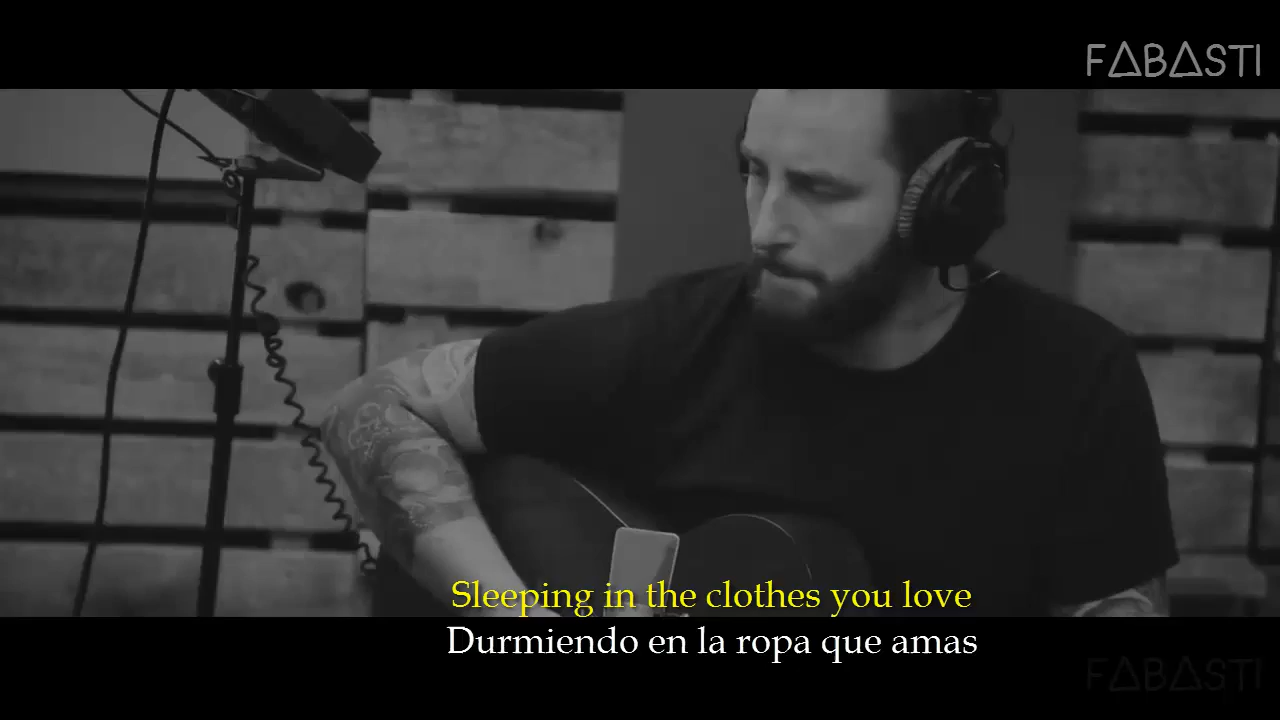 FABASTI
Sleeping in the clothes you love
Durmiendo en la ropa que amas
FABASTI